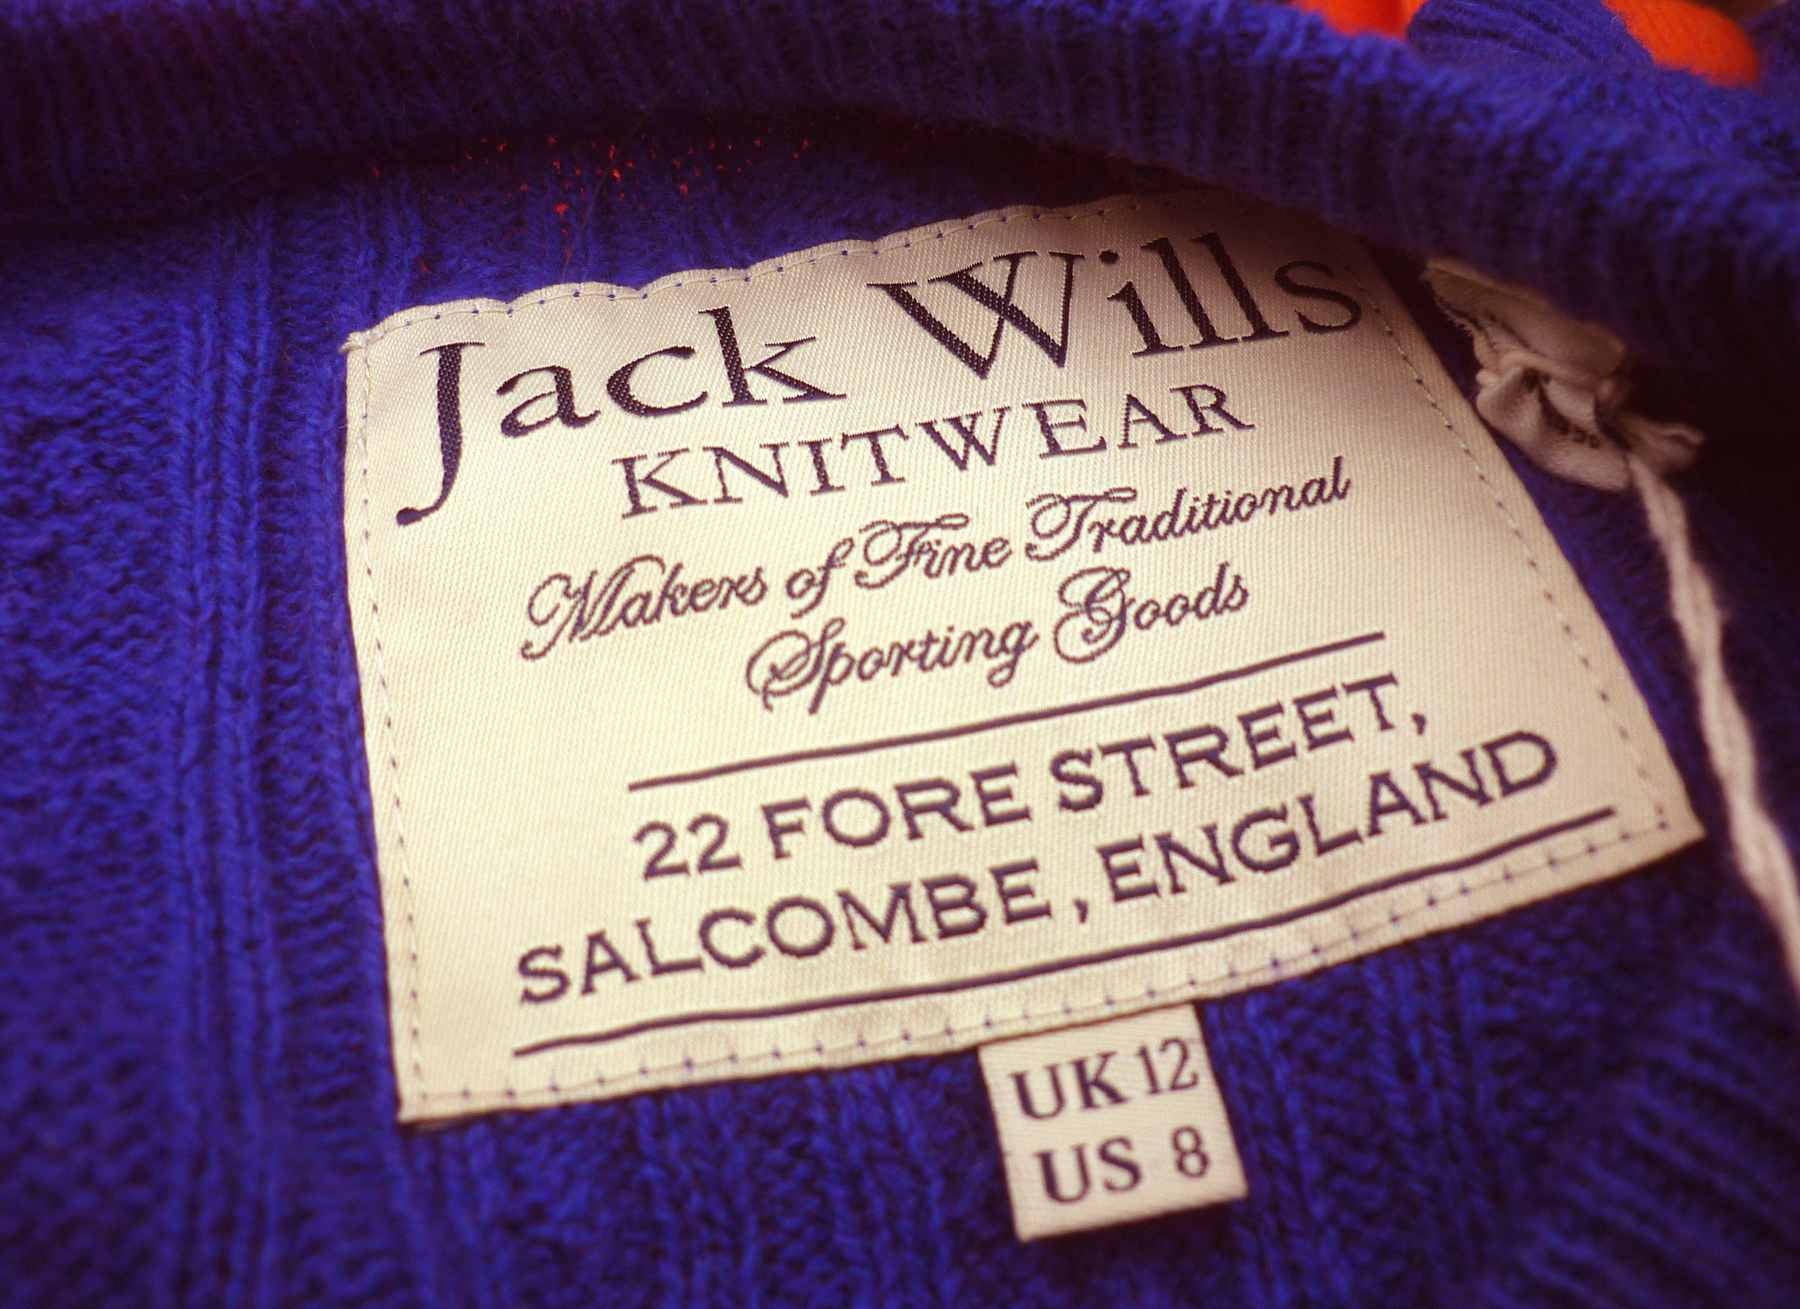 Jack Wills
KNITWEAR
Makers of Fine Traditional
Sporting Goods
22 FORE STREET,
SALCOMBE, ENGLAND
UK 12
US 8